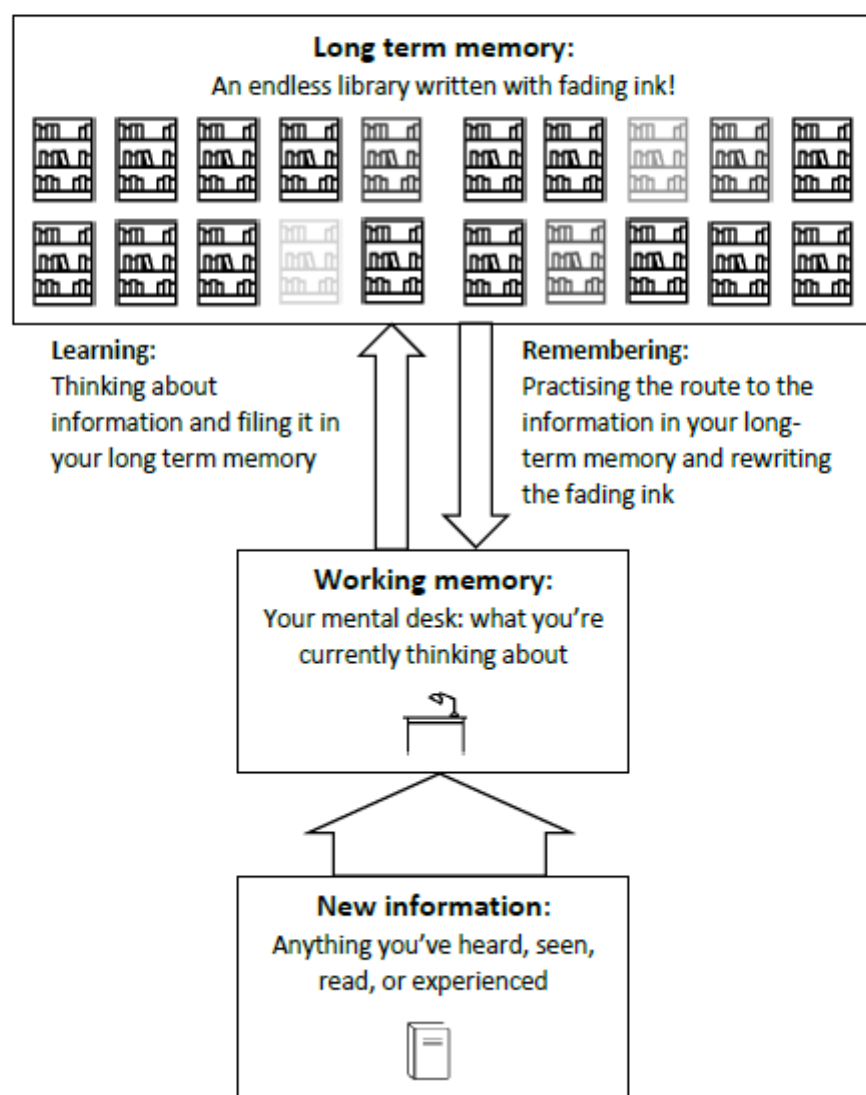 Long term memory:
An endless library written with fading ink!
Learning:
Thinking about
information and filing it in
your long term memory
Remembering:
Practising the route to the
information in your long-
term memory and rewriting
the fading ink
Working memory:
Your mental desk: what you’re
currently thinking about
New information:
Anything you’ve heard, seen,
read, or experienced